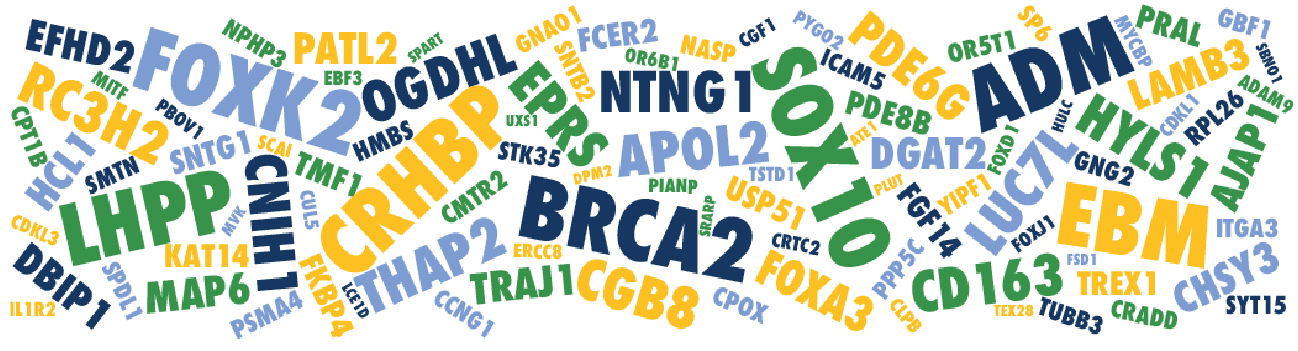 EFHD2
FOXK2
NPHP3
PATL2
SPART
GNAO1
FCER2
NASP
CGF1
PYGO2
PDE6G
OR5T1
SP6
MYCBP
PRAL
GBF1
SBNO1
RC3H2
MITF
EBF3
OGDHL
SNTB2
OR6B1
ICAM5
ADM
LAMB3
ADAM9
CPT1B
PBOV1
HMBS
EPRS
UXS1
NTNG1
SOX10
PDE8B
ATE1
HULC
CDKL1
RPL26
HCL1
SMTN
SNTG1
SCAI
TMF1
CRHBP
STK35
DPM2
APOL2
TSTD1
DGAT2
FOXD1
HYLS1
AJAP1
LHPP
CNIH1
CUL5
CMTR2
PIANP
SRARP
USP51
PLUT
FGF14
YIPF1
LUC7L
GNG2
CDKL3
MVK
KAT14
THAP2
BRCA2
ERCC8
CRTC2
PPP5C
FOXJ1
EBM
ITGA3
DBIP1
SPDL1
MAP6
FKBP4
LCE1D
TRAJ1
CGB8
FOXA3
CD163
FSD1
TREX1
CHSY3
IL1R2
PSMA4
CCNG1
CPOX
CLPB
TEX28
TUBB3
CRADD
SYT15